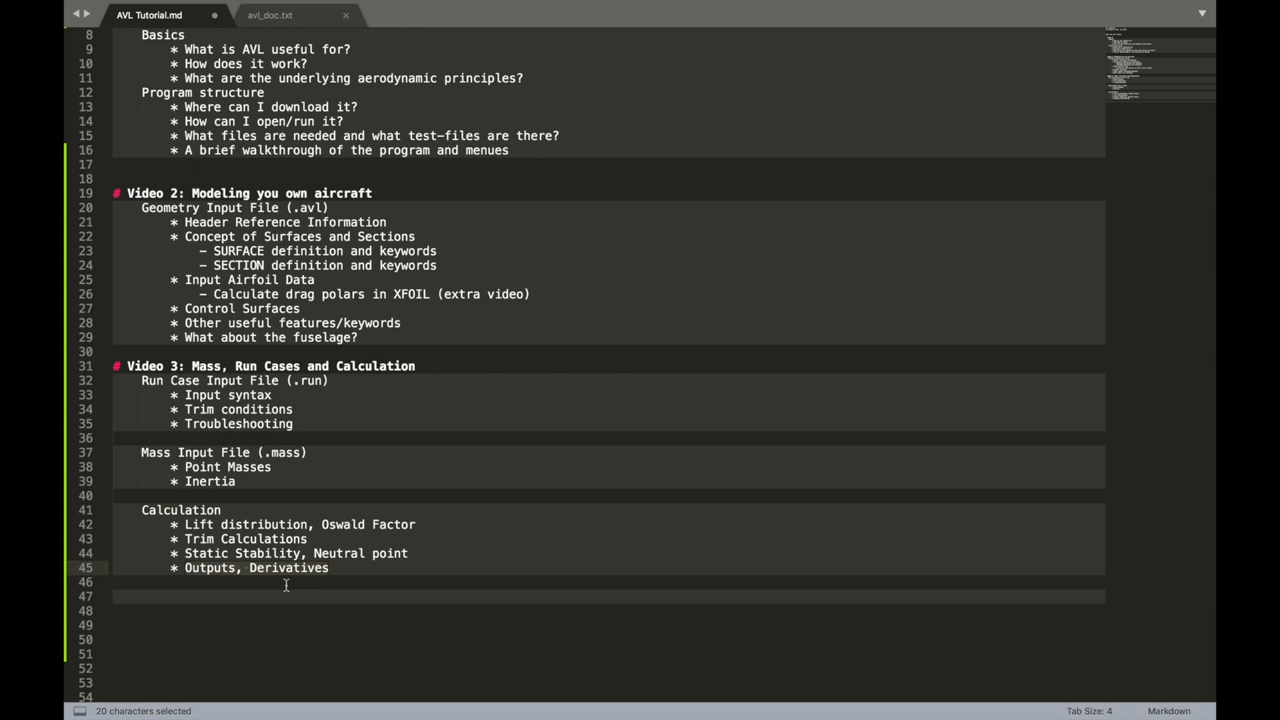 AVL Tutorial.md
avl_doc.txt
8 Basics
9 * What is AVL useful for?
10 * How does it work?
11 * What are the underlying aerodynamic principles?
12 Program structure
13 * Where can I download it?
14 * How can I open/run it?
15 * What files are needed and what test-files are there?
16 * A brief walkthrough of the program and menues
17
18
19 # Video 2: Modeling you own aircraft
20 Geometry Input File (.avl)
21 * Header Reference Information
22 * Concept of Surfaces and Sections
23 - SURFACE definition and keywords
24 - SECTION definition and keywords
25 * Input Airfoil Data
26 - Calculate drag polars in XFOIL (extra video)
27 * Control Surfaces
28 * Other useful features/keywords
29 * What about the fuselage?
30
31 # Video 3: Mass, Run Cases and Calculation
32 Run Case Input File (.run)
33 * Input syntax
34 * Trim conditions
35 * Troubleshooting
36
37 Mass Input File (.mass)
38 * Point Masses
39 * Inertia
40
41 Calculation
42 * Lift distribution, Oswald Factor
43 * Trim Calculations
44 * Static Stability, Neutral point
45 * Outputs, Derivatives
46
47
48
49
50
51
52
53
54
20 characters selected
Tab Size: 4
Markdown